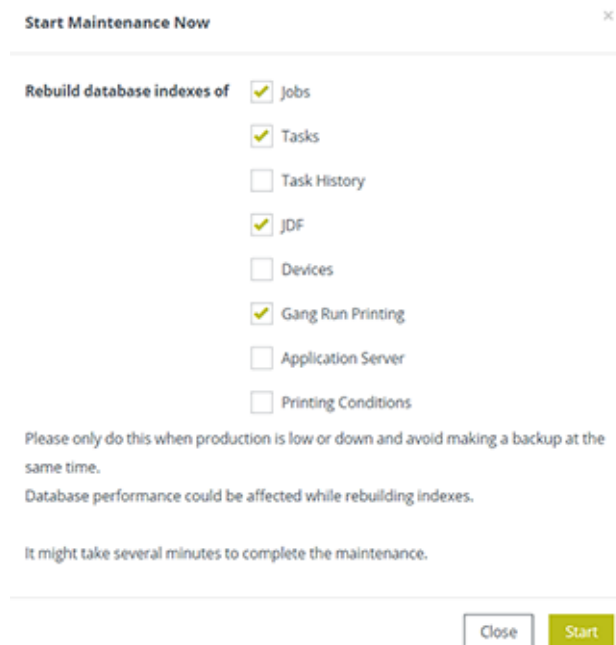 Start Maintenance Now
Rebuild database indexes of Jobs
Tasks
Task History
JDF
Devices
Gang Run Printing
Application Server
Printing Conditions
Please only do this when production is low or down and avoid making a backup at the
same time.
Database performance could be affected while rebuilding indexes.
It might take several minutes to complete the maintenance.
Close Start